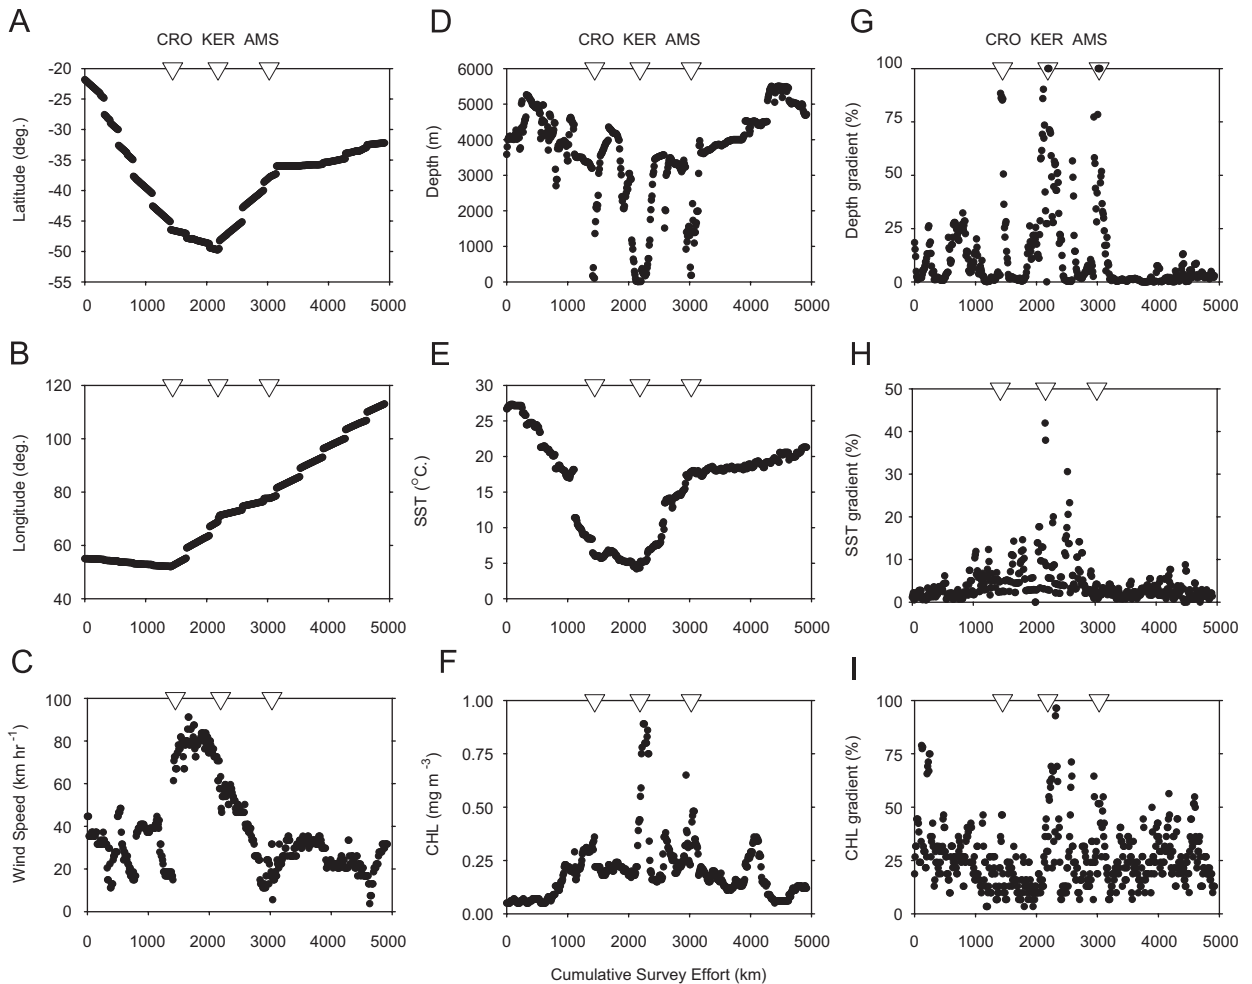 A
D
G
CRO KER AMS
CRO KER AMS
CRO KER AMS
-20
-25
-30
-35
-40
-45
-50
-55
Latitude (deg.)
0 1000 2000 3000 4000 5000
6000
5000
4000
3000
2000
1000
0
Depth (m)
0 1000 2000 3000 4000 5000
100
75
50
25
0
Depth gradient (%)
0 1000 2000 3000 4000 5000
B
E
H
120
100
80
60
40
Longitude (deg.)
0 1000 2000 3000 4000 5000
30
25
20
15
10
5
0
SST (°C.)
0 1000 2000 3000 4000 5000
50
40
30
20
10
0
SST gradient (%)
0 1000 2000 3000 4000 5000
C
F
I
100
80
60
40
20
0
Wind Speed (km hr⁻¹)
0 1000 2000 3000 4000 5000
1.00
0.75
0.50
0.25
0.00
CHL (mg m⁻³)
0 1000 2000 3000 4000 5000
100
75
50
25
0
CHL gradient (%)
0 1000 2000 3000 4000 5000
Cumulative Survey Effort (km)